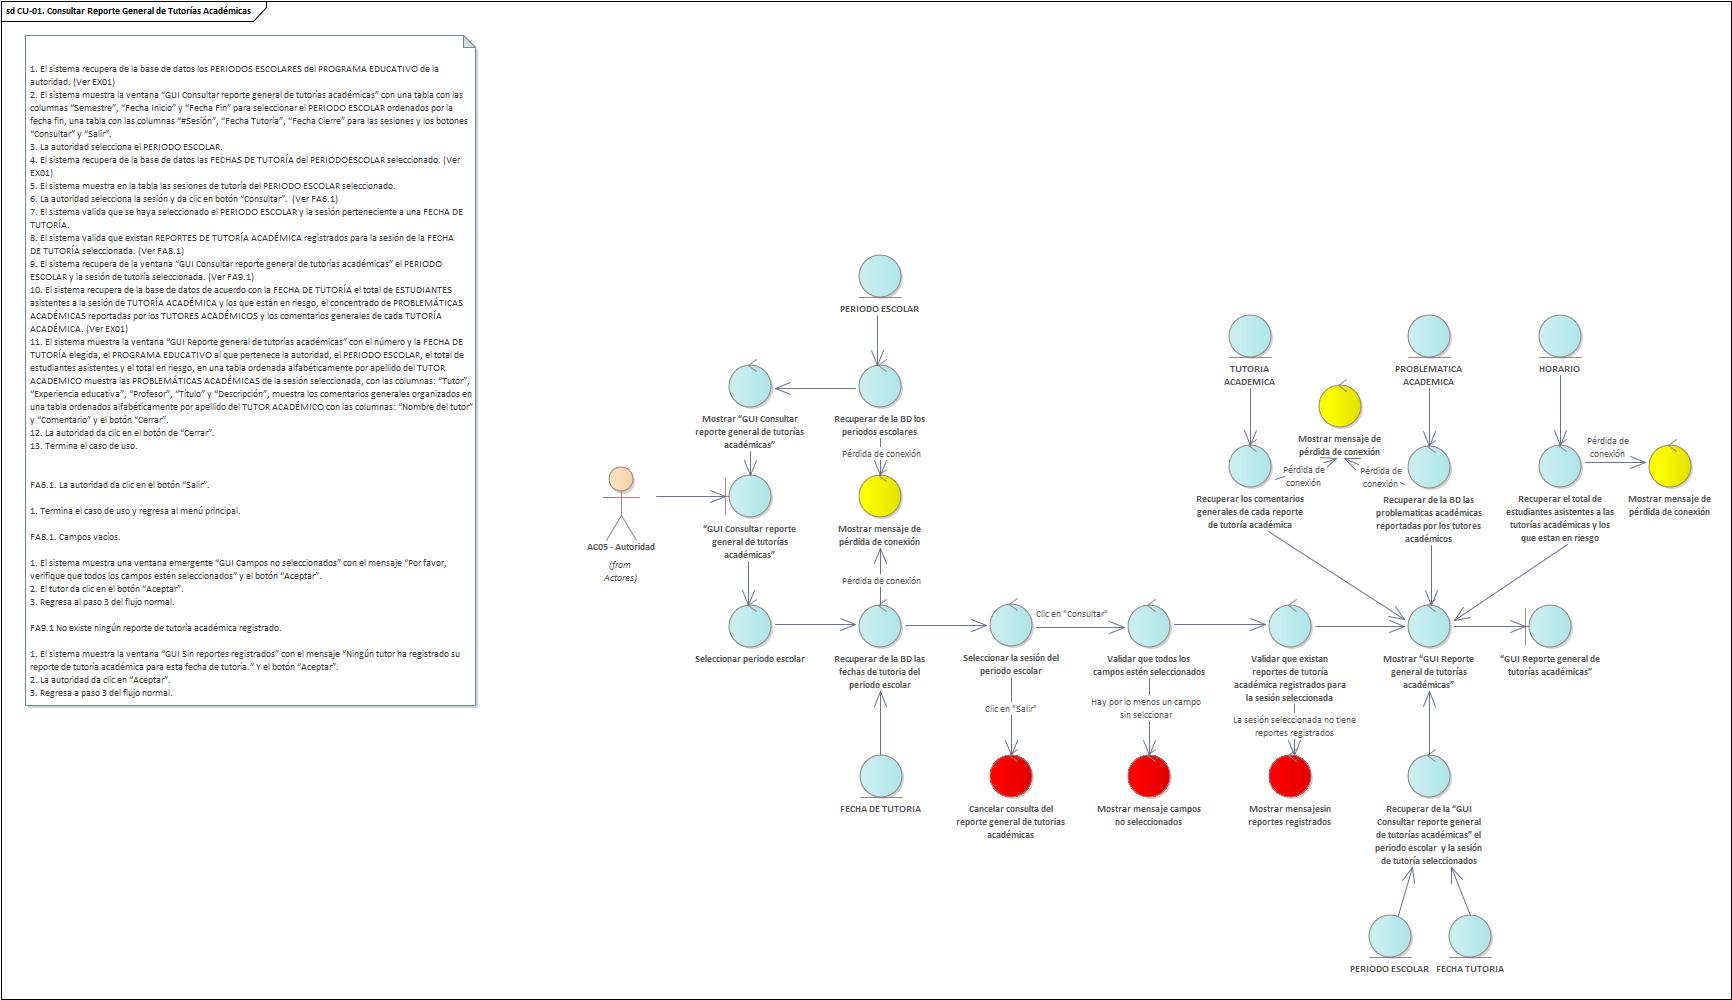 sd CU-01. Consultar Reporte General de Tutorías Académicas
1. El sistema recupera de la base de datos los PERIODOS ESCOLARES del PROGRAMA EDUCATIVO de la
autoridad. (Ver EX01)
2. El sistema muestra la ventana “GUI Consultar reporte general de tutorías académicas” con una tabla con las
columnas “Semestre”, “Fecha Inicio” y “Fecha Fin” para seleccionar el PERIODO ESCOLAR ordenados por la
fecha fin, una tabla con las columnas “#Sesión”, “Fecha Tutoría”, “Fecha Cierre” para las sesiones y los botones
“Consultar” y “Salir”.
3. La autoridad selecciona el PERIODO ESCOLAR.
4. El sistema recupera de la base de datos las FECHAS DE TUTORÍA del PERIODOESCOLAR seleccionado. (Ver
EX01)
5. El sistema muestra en la tabla las sesiones de tutoría del PERIODO ESCOLAR seleccionado.
6. La autoridad selecciona la sesión y da clic en botón “Consultar”. (Ver FA6.1)
7. El sistema valida que se haya seleccionado el PERIODO ESCOLAR y la sesión perteneciente a una FECHA DE
TUTORÍA.
8. El sistema valida que existan REPORTES DE TUTORÍA ACADÉMICA registrados para la sesión de la FECHA
DE TUTORÍA seleccionada. (Ver FA8.1)
9. El sistema recupera de la ventana “GUI Consultar reporte general de tutorías académicas” el PERIODO
ESCOLAR y la sesión de tutoría seleccionada. (Ver FA9.1)
10. El sistema recupera de la base de datos de acuerdo con la FECHA DE TUTORÍA el total de ESTUDIANTES
asistentes a la sesión de TUTORÍA ACADÉMICA y los que están en riesgo, el concentrado de PROBLEMÁTICAS
ACADÉMICAS reportadas por los TUTORES ACADÉMICOS y los comentarios generales de cada TUTORÍA
ACADÉMICA. (Ver EX01)
11. El sistema muestra la ventana “GUI Reporte general de tutorías académicas” con el número y la FECHA DE
TUTORÍA elegida, el PROGRAMA EDUCATIVO al que pertenece la autoridad, el PERIODO ESCOLAR, el total de
estudiantes asistentes y el total en riesgo, en una tabla ordenada alfabéticamente por apellido del TUTOR
ACADEMICO muestra las PROBLEMÁTICAS ACADÉMICAS de la sesión seleccionada, con las columnas: “Tutor”,
“Experiencia educativa”, “Profesor”, “Título” y “Descripción”, muestra los comentarios generales organizados en
una tabla ordenados alfabéticamente por apellido del TUTOR ACADÉMICO con las columnas: “Nombre del tutor”
y “Comentario” y el botón “Cerrar”.
12. La autoridad da clic en el botón de “Cerrar”.
13. Termina el caso de uso.
FA6.1. La autoridad da clic en el botón “Salir”.
1. Termina el caso de uso y regresa al menú principal.
FA8.1. Campos vacíos.
1. El sistema muestra una ventana emergente “GUI Campos no seleccionados” con el mensaje “Por favor,
verifique que todos los campos estén seleccionados” y el botón “Aceptar”.
2. El tutor da clic en el botón “Aceptar”.
3. Regresa al paso 3 del flujo normal.
FA9.1 No existe ningún reporte de tutoría académica registrado.
1. El sistema muestra la ventana “GUI Sin reportes registrados” con el mensaje “Ningún tutor ha registrado su
reporte de tutoría académica para esta fecha de tutoría.” Y el botón “Aceptar”.
2. La autoridad da clic en “Aceptar”.
3. Regresa a paso 3 del flujo normal.
PERIODO ESCOLAR
Mostrar “GUI Consultar
reporte general de tutorías
académicas”
Recuperar de la BD los
periodos escolares
Pérdida de conexión
AC05 - Autoridad
(from
Actores)
“GUI Consultar reporte
general de tutorías
académicas”
Mostrar mensaje de
pérdida de conexión
Pérdida de conexión
TUTORIA
ACADEMICA
PROBLEMATICA
ACADEMICA
HORARIO
Mostrar mensaje de
pérdida de conexión
Pérdida de
conexión
Pérdida de
conexión
Pérdida de
conexión
Recuperar los comentarios
generales de cada reporte
de tutoría académica
Recuperar de la BD las
problematicas académicas
reportadas por los tutores
académicos
Recuperar el total de
estudiantes asistentes a las
tutorías académicas y los
que estan en riesgo
Mostrar mensaje de
pérdida de conexión
Seleccionar periodo escolar
Recuperar de la BD las
fechas de tutoria del
periodo escolar
Seleccionar la sesión del
periodo escolar
Clic en "Consultar"
Validar que todos los
campos estén seleccionados
Validar que existan
reportes de tutoría
académica registrados para
la sesión seleccionada
Mostrar “GUI Reporte
general de tutorías
académicas”
“GUI Reporte general de
tutorías académicas”
Clic en "Salir"
Hay por lo menos un campo
sin selccionar
La sesión seleccionada no tiene
reportes registrados
FECHA DE TUTORIA
Cancelar consulta del
reporte general de tutorias
académicas
Mostrar mensaje campos
no seleccionados
Mostrar mensajesin
reportes registrados
Recuperar de la “GUI
Consultar reporte general
de tutorías académicas” el
periodo escolar y la sesión
de tutoría seleccionados
PERIODO ESCOLAR
FECHA TUTORIA